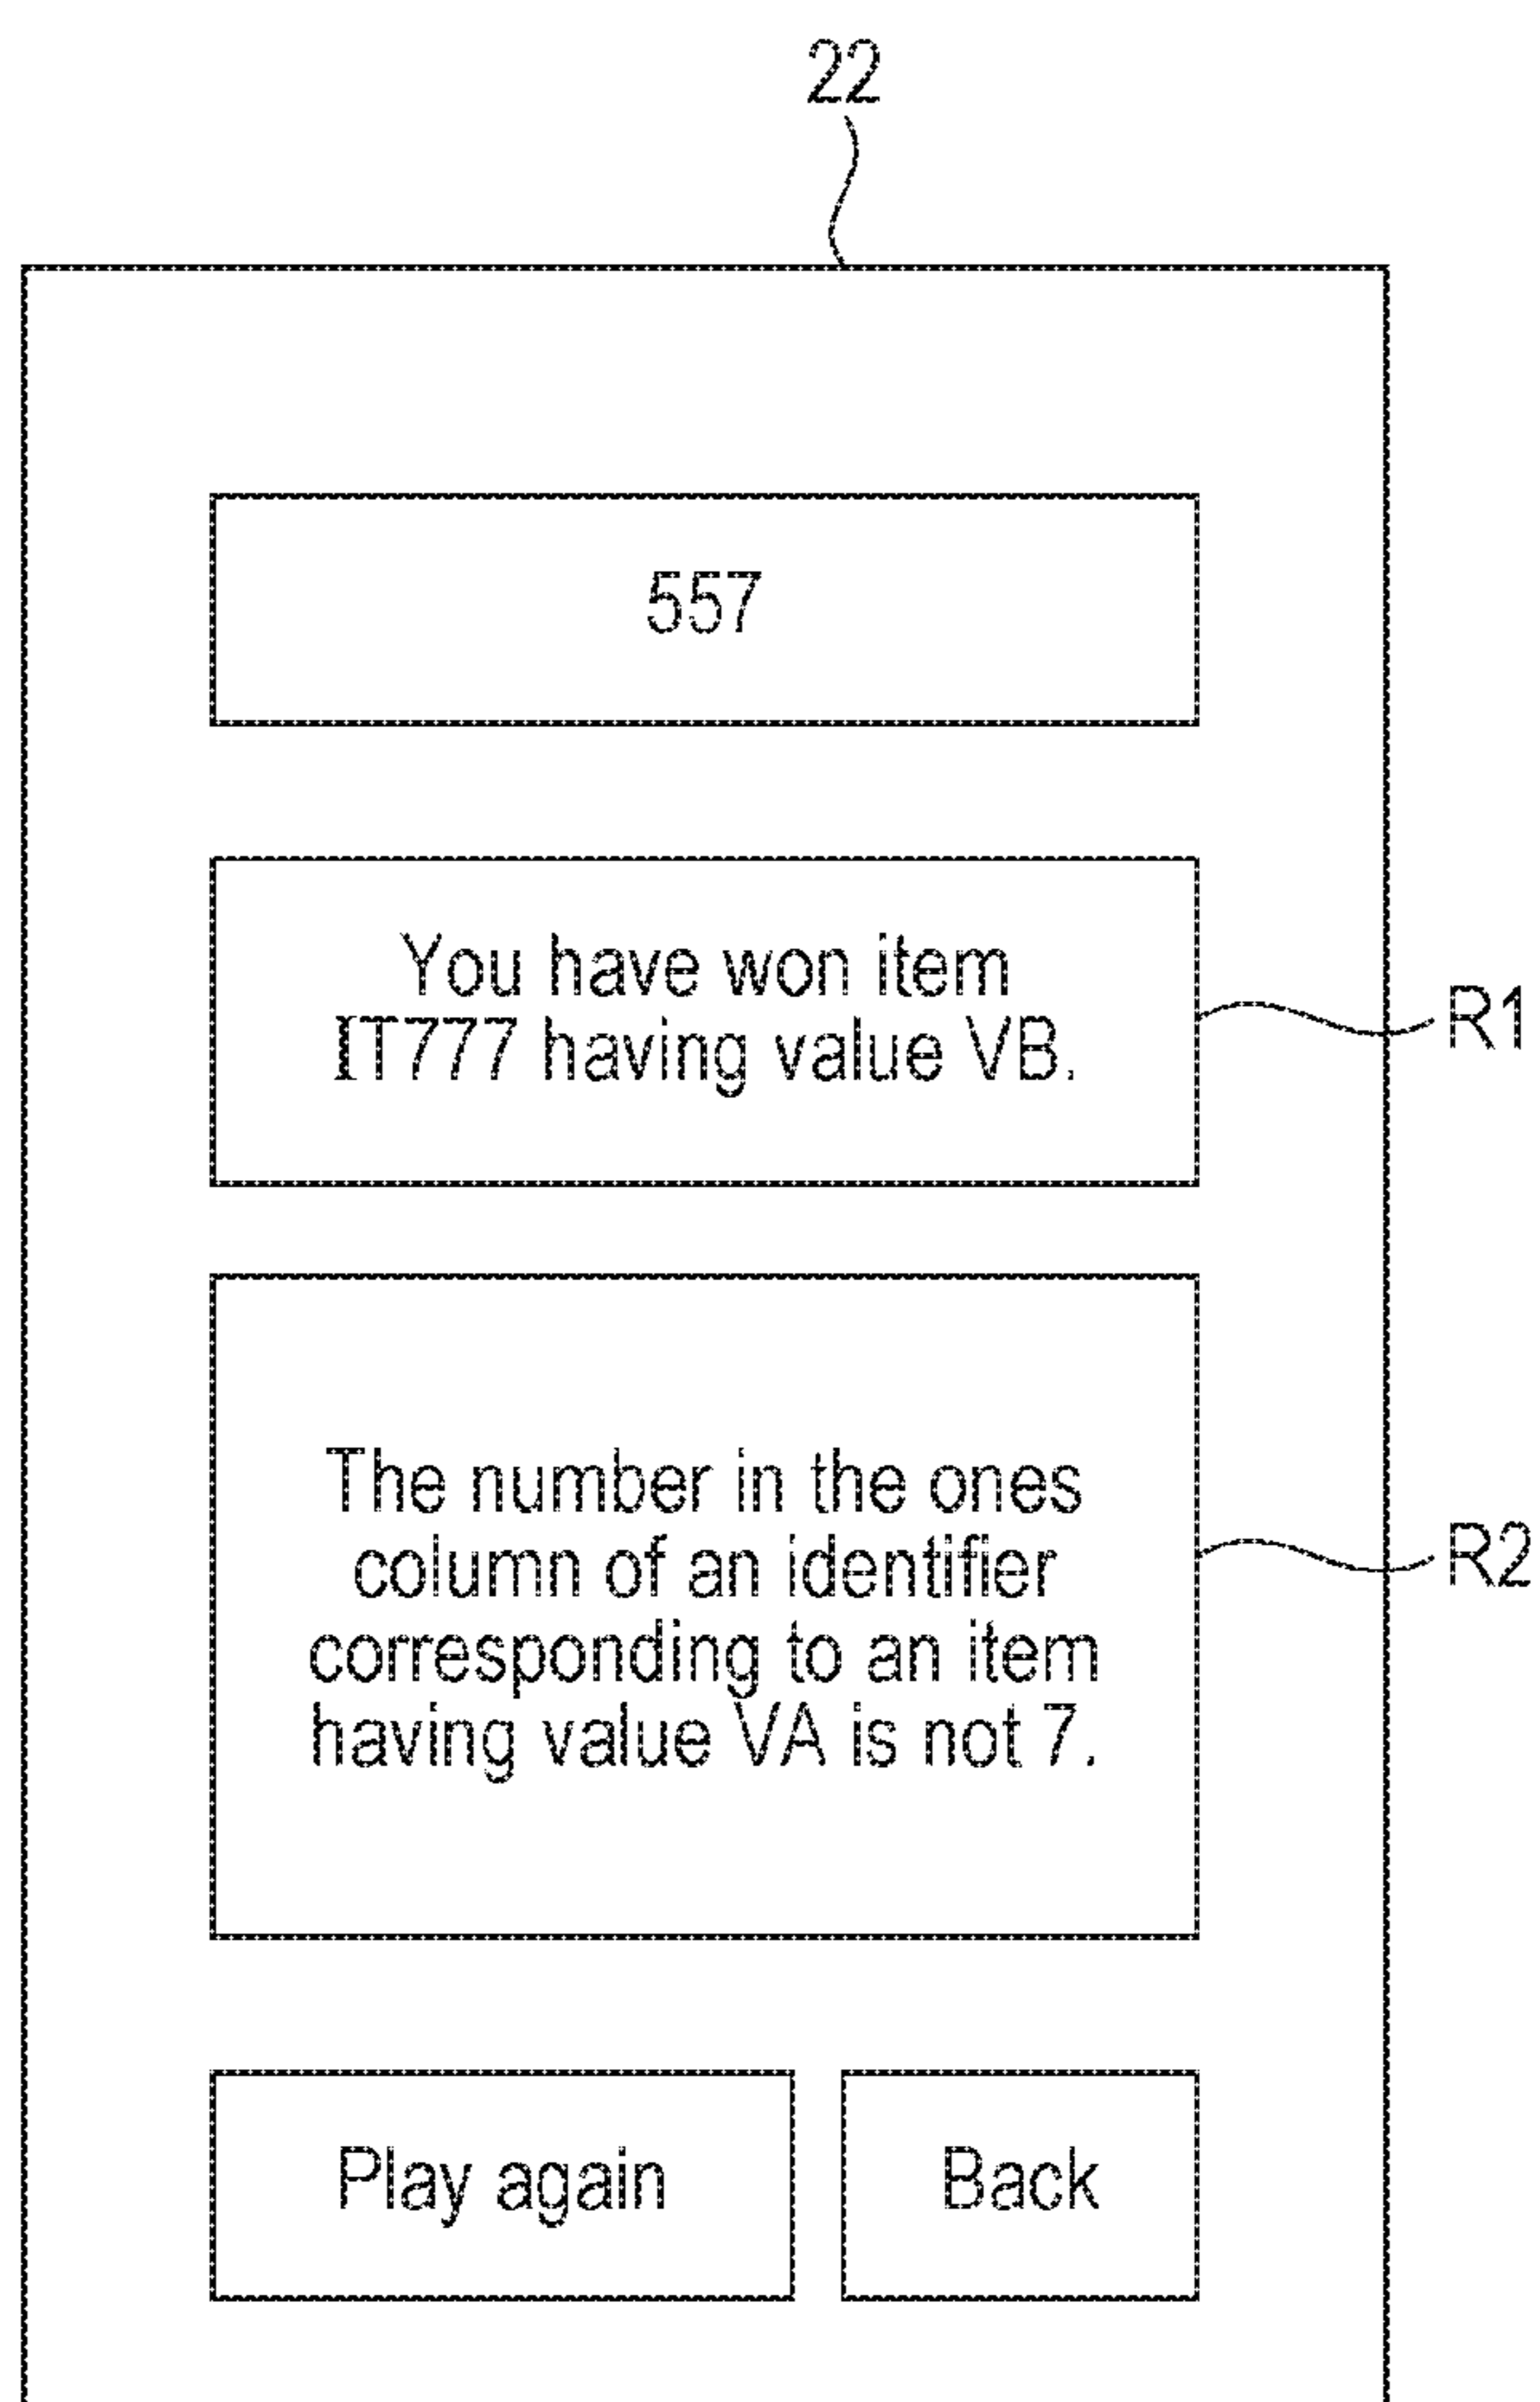 22
557
You have won item
IT777 having value VB.
R1
The number in the ones
column of an identifier
corresponding to an item
having value VA is not 7.
R2
Play again
Back